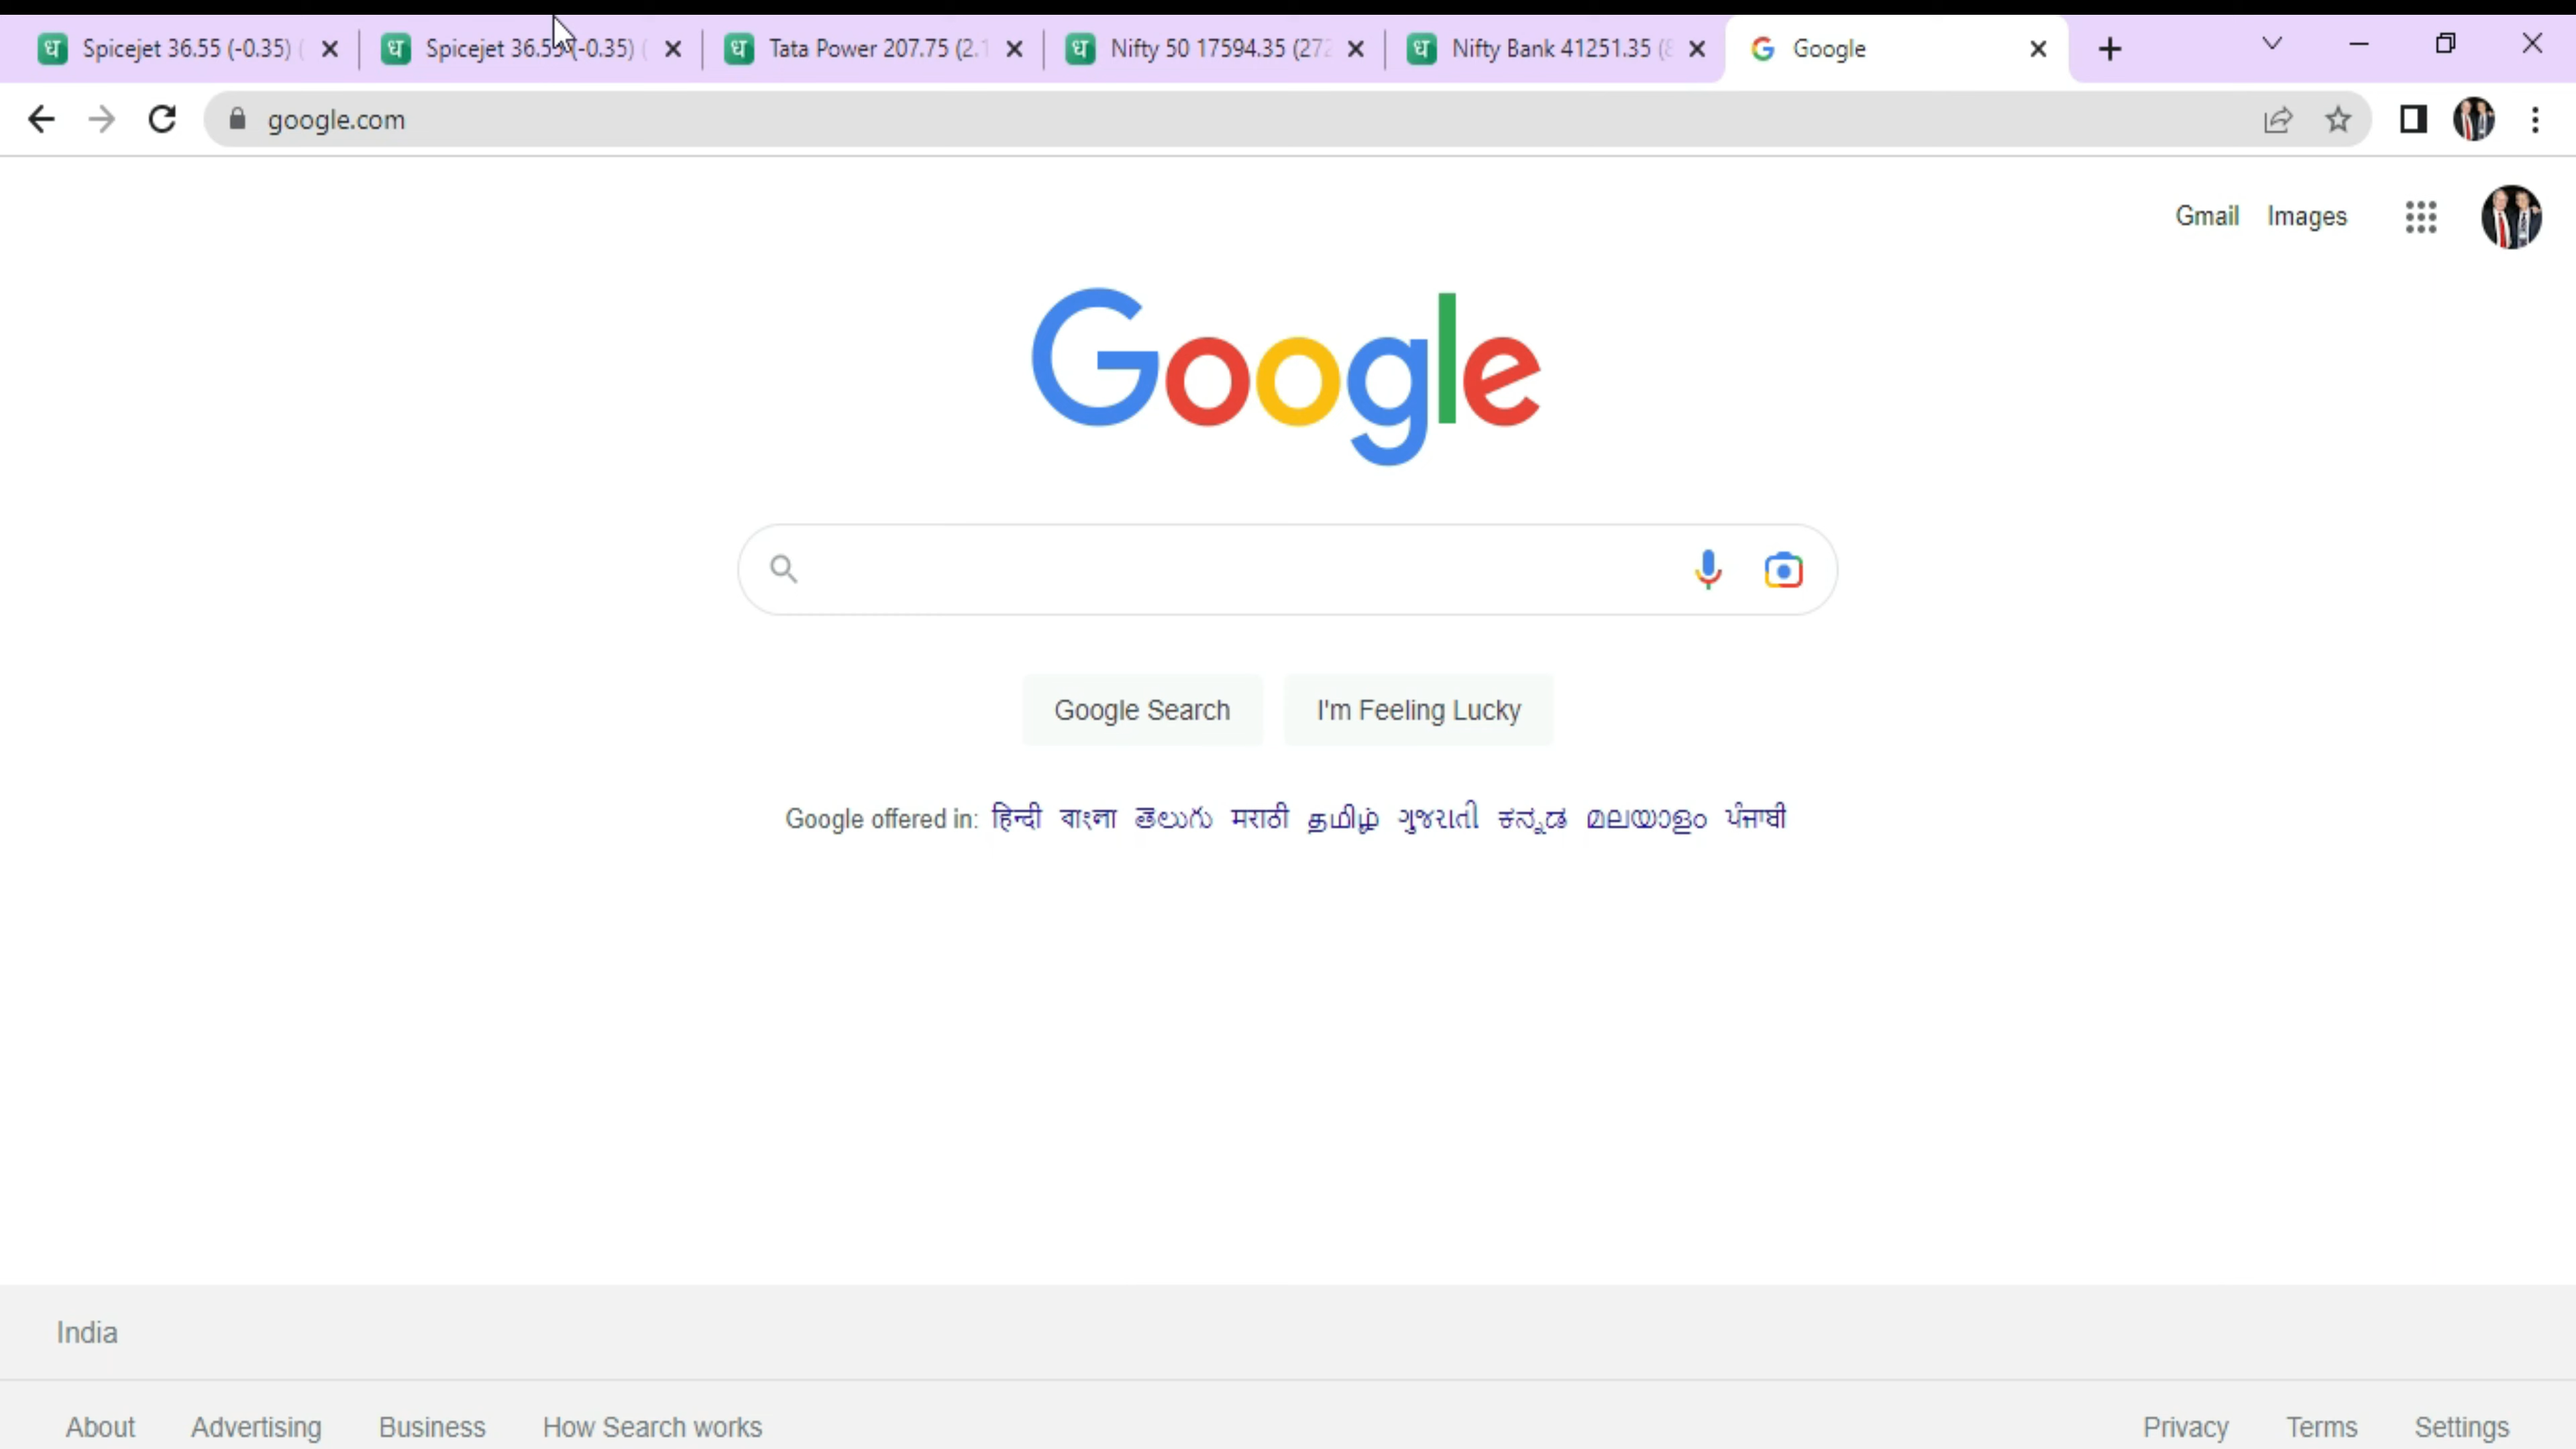 ध Spicejet 36.55 (-0.35) ( ध Spicejet 36.55 (-0.35) ( ध Tata Power 207.75 (2.1 ध Nifty 50 17594.35 (272 ध Nifty Bank 41251.35 (8 G Google
google.com
Gmail Images
Google
Google Search I'm Feeling Lucky
Google offered in: हिन्दी বাংলা తెలుగు मराठी தமிழ் ગુજરાતી ಕನ್ನಡ മലയാളം ਪੰਜਾਬੀ
India
About Advertising Business How Search works Privacy Terms Settings